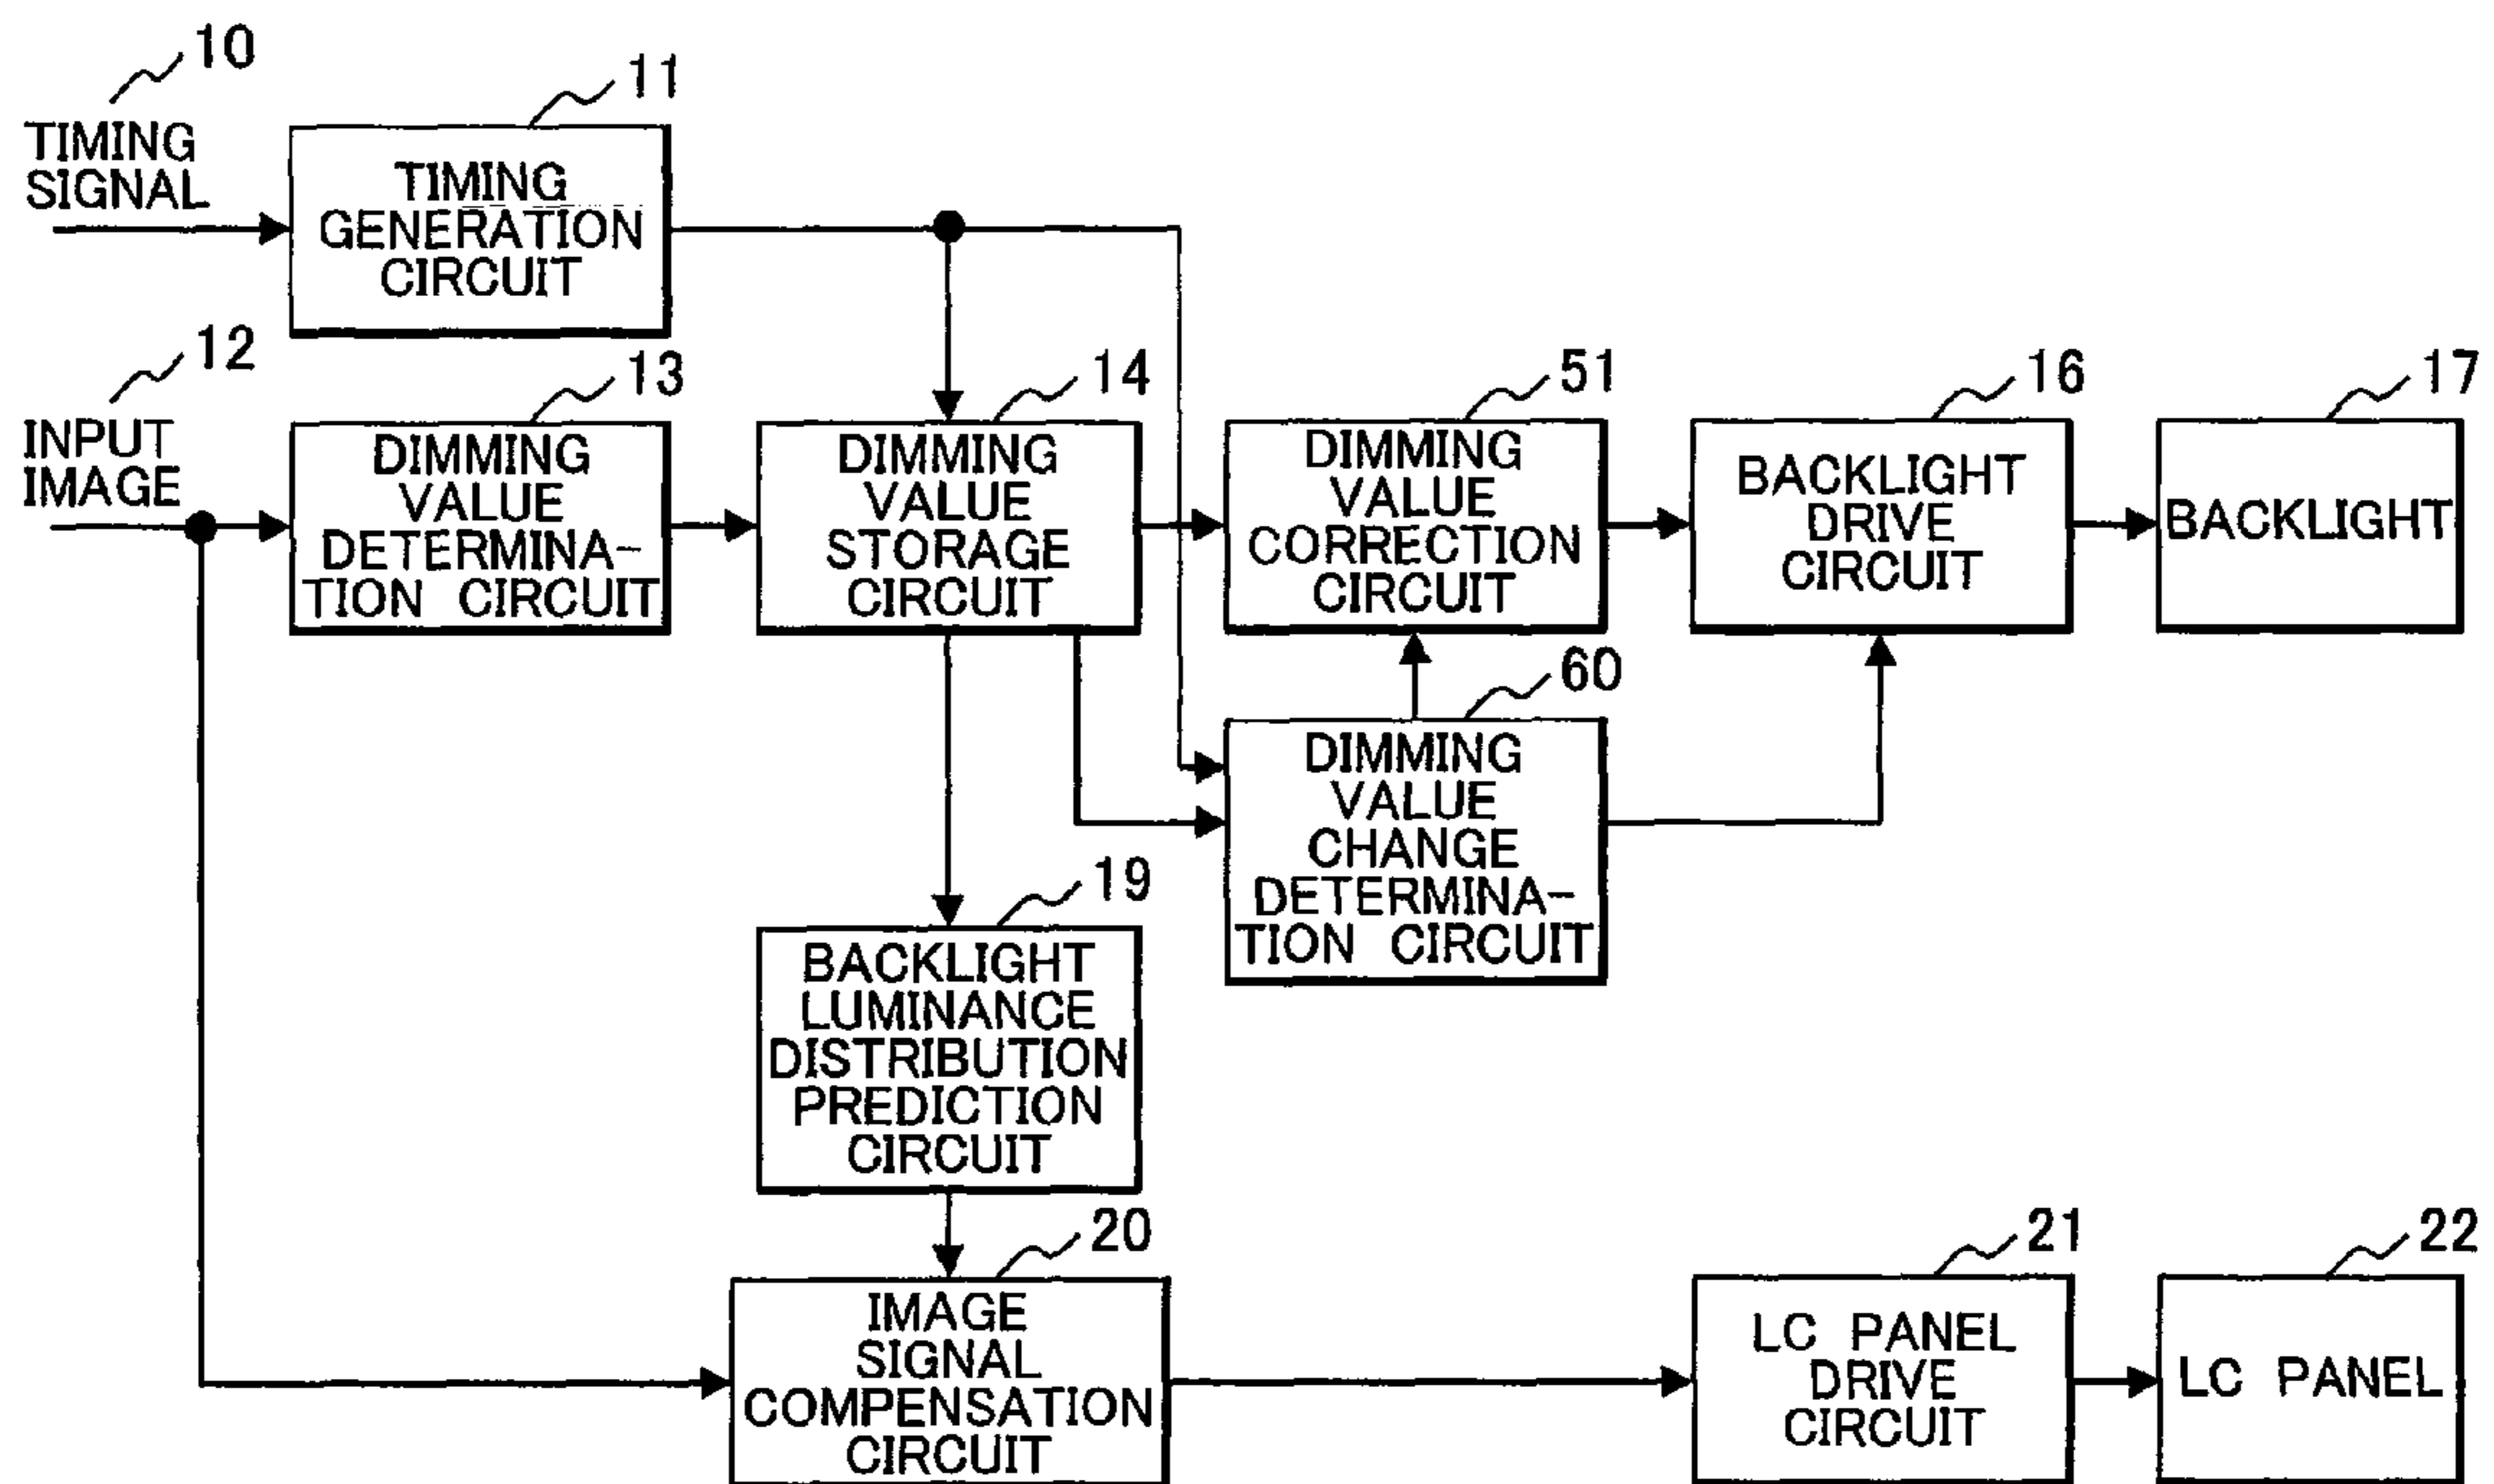 10
TIMING
SIGNAL
11
TIMING
GENERATION
CIRCUIT
12
INPUT
IMAGE
13
DIMMING
VALUE
DETERMINA-
TION CIRCUIT
14
DIMMING
VALUE
STORAGE
CIRCUIT
51
DIMMING
VALUE
CORRECTION
CIRCUIT
16
BACKLIGHT
DRIVE
CIRCUIT
17
BACKLIGHT
60
DIMMING
VALUE
CHANGE
DETERMINA-
TION CIRCUIT
19
BACKLIGHT
LUMINANCE
DISTRIBUTION
PREDICTION
CIRCUIT
20
IMAGE
SIGNAL
COMPENSATION
CIRCUIT
21
LC PANEL
DRIVE
CIRCUIT
22
LC PANEL